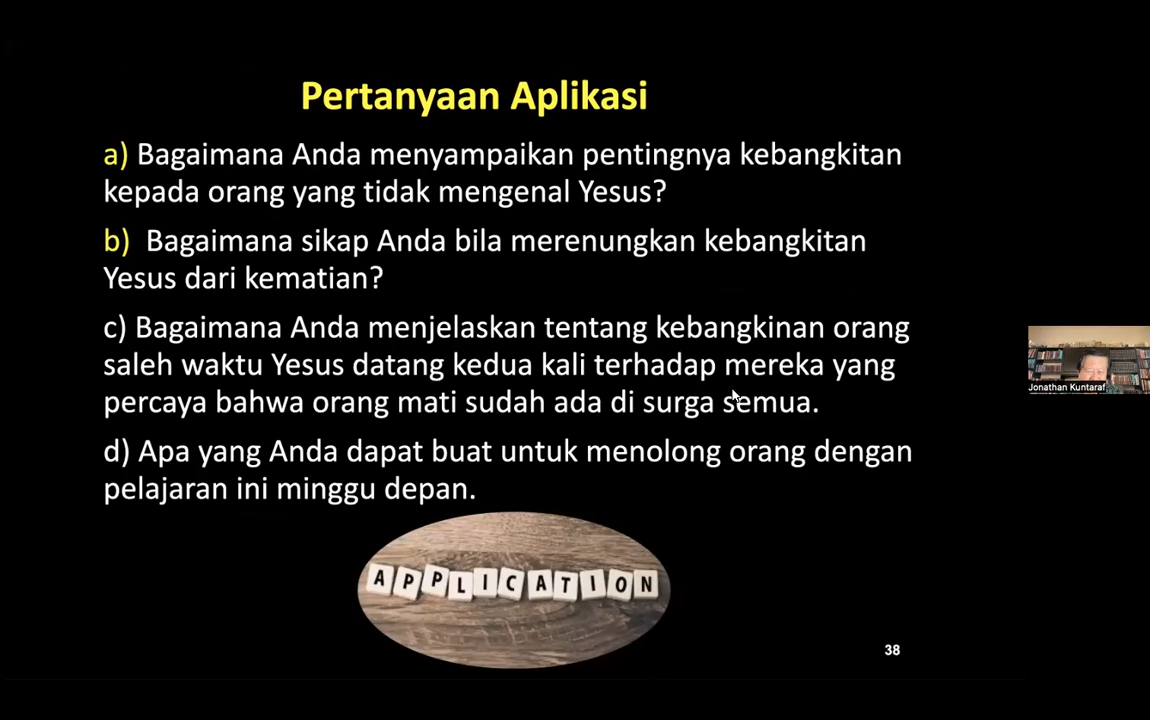 Pertanyaan Aplikasi
a) Bagaimana Anda menyampaikan pentingnya kebangkitan
kepada orang yang tidak mengenal Yesus?
b) Bagaimana sikap Anda bila merenungkan kebangkitan
Yesus dari kematian?
c) Bagaimana Anda menjelaskan tentang kebangkinan orang
saleh waktu Yesus datang kedua kali terhadap mereka yang
percaya bahwa orang mati sudah ada di surga semua.
d) Apa yang Anda dapat buat untuk menolong orang dengan
pelajaran ini minggu depan.
APPLICATION
38
Jonathan Kuntaraf